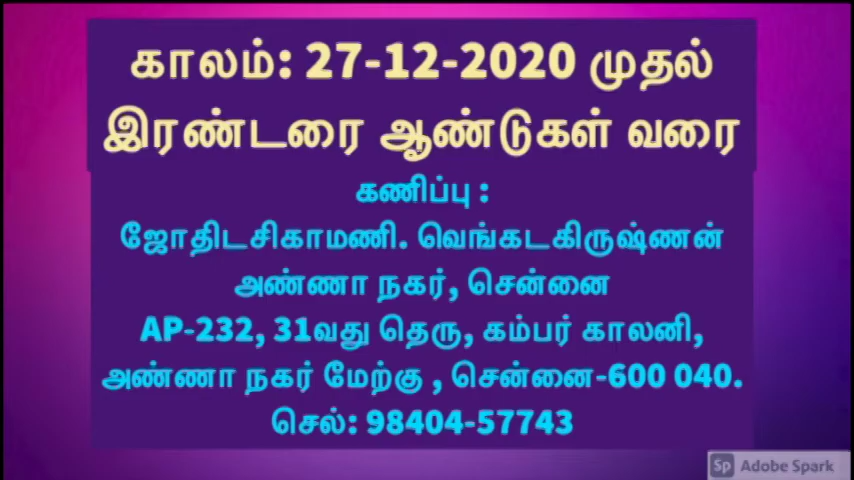 காலம்: 27-12-2020 முதல்
இரண்டரை ஆண்டுகள் வரை
கணிப்பு :
ஜோதிடசிகாமணி. வெங்கடகிருஷ்ணன்
அண்ணா நகர், சென்னை
AP-232, 31வது தெரு, கம்பர் காலனி,
அண்ணா நகர் மேற்கு , சென்னை-600 040.
செல்: 98404-57743
Sp Adobe Spark